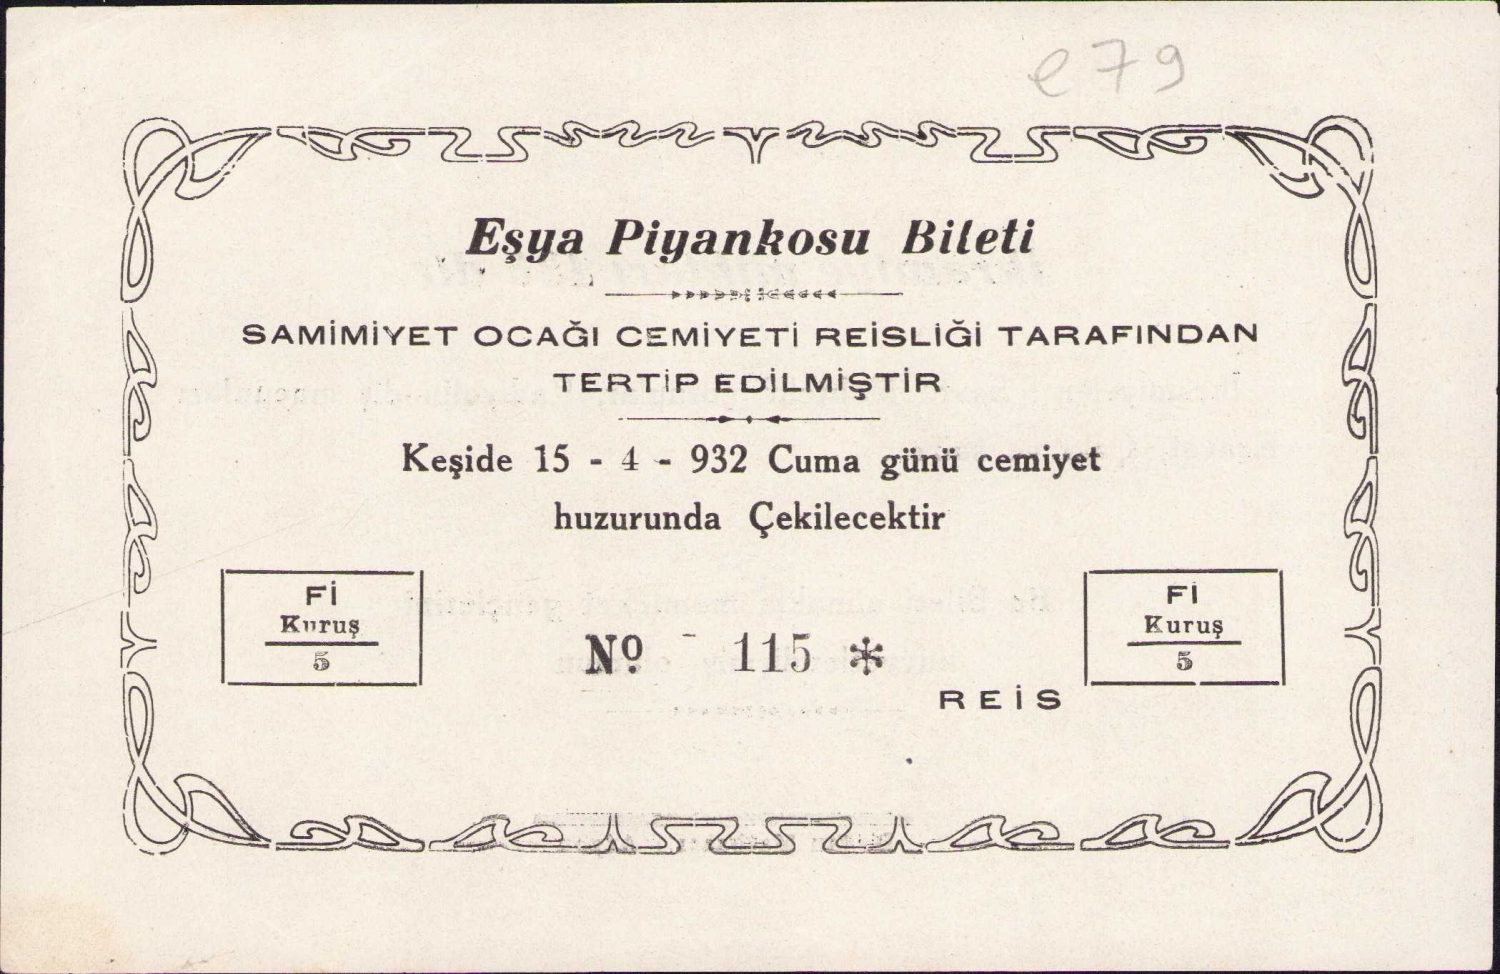 e79
Eşya Piyankosu Bileti
SAMİMİYET OCAĞI CEMİYETİ REİSLİĞİ TARAFINDAN
TERTİP EDİLMİŞTİR
Keşide 15 - 4 - 932 Cuma günü cemiyet
huzurunda Çekilecektir
Fİ
Kuruş
5
Nº - 115 *
Fİ
Kuruş
5
REİS